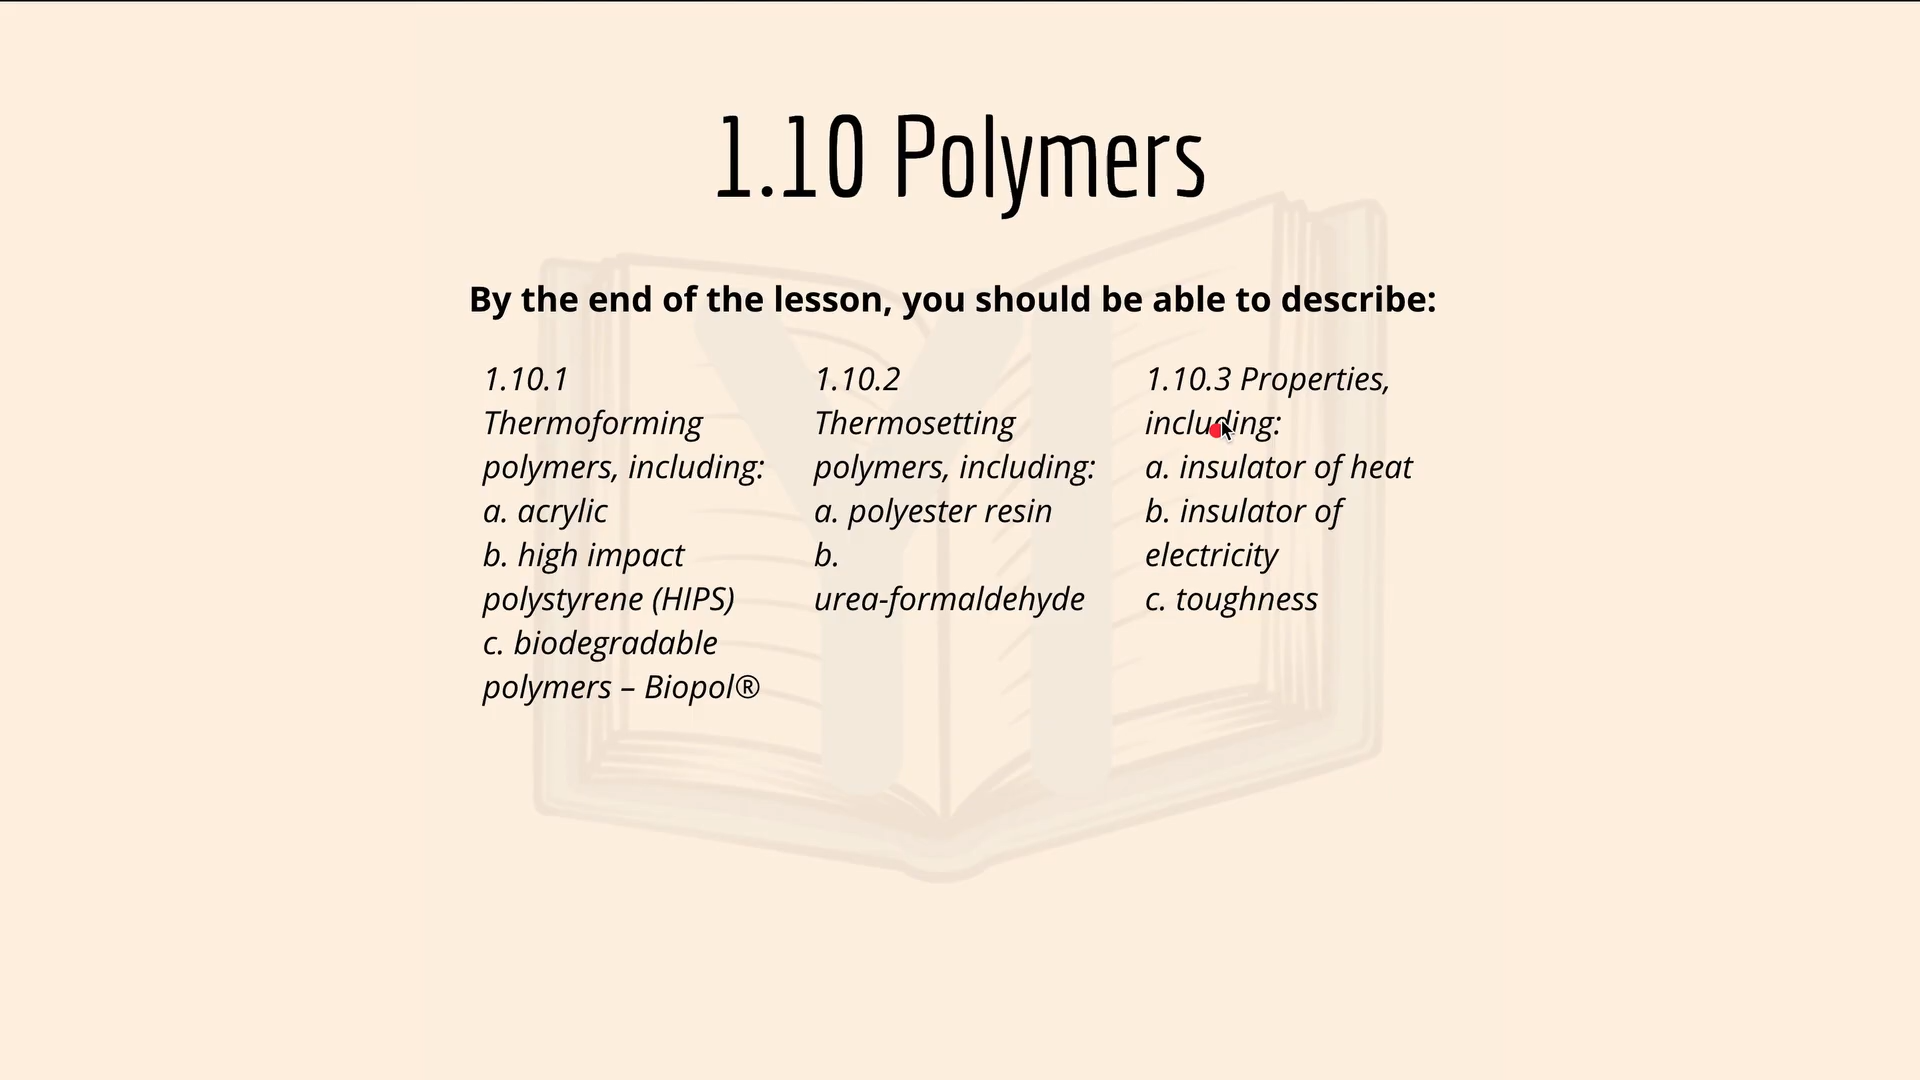 1.10 Polymers
By the end of the lesson, you should be able to describe:
1.10.1
Thermoforming
polymers, including:
a. acrylic
b. high impact
polystyrene (HIPS)
c. biodegradable
polymers – Biopol®
1.10.2
Thermosetting
polymers, including:
a. polyester resin
b.
urea-formaldehyde
1.10.3 Properties,
including:
a. insulator of heat
b. insulator of
electricity
c. toughness
YI